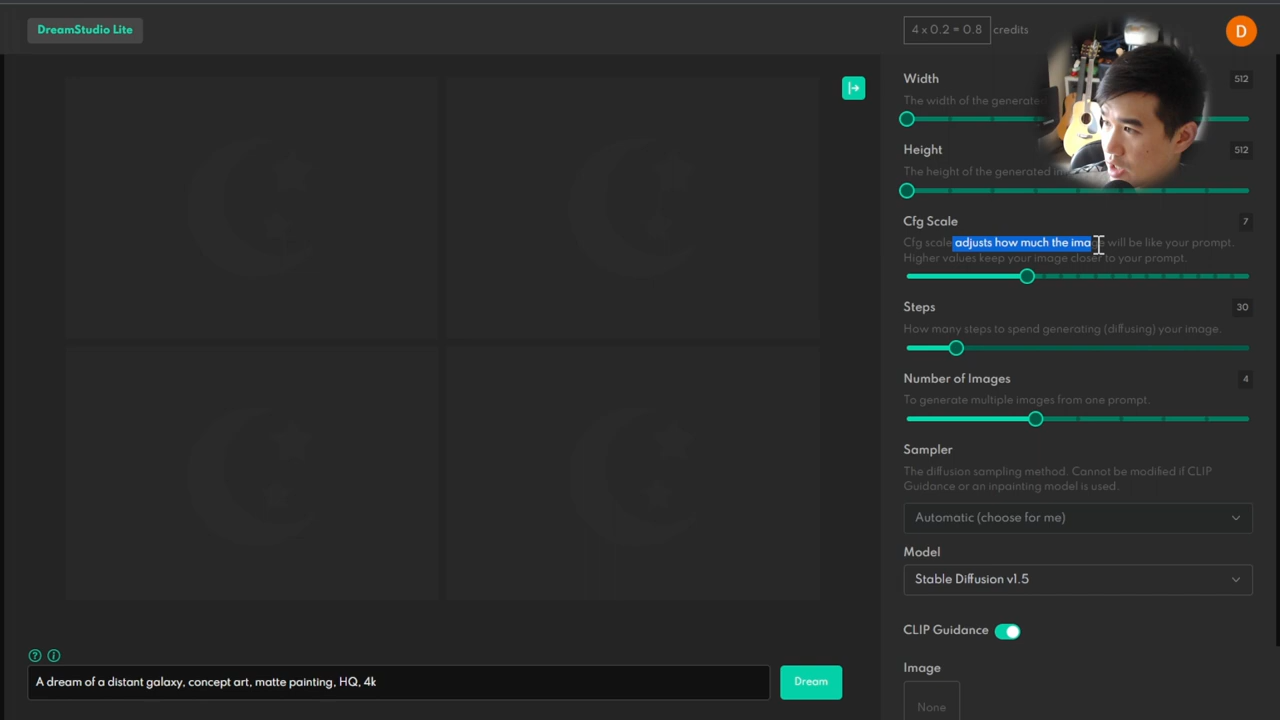 DreamStudio Lite
4 x 0.2 = 0.8 credits
D
Width 512
The width of the generated
Height 512
The height of the generated
Cfg Scale 7
Cfg scale adjusts how much the image will be like your prompt.
Higher values keep your image closer to your prompt.
Steps 30
How many steps to spend generating (diffusing) your image.
Number of Images 4
To generate multiple images from one prompt.
Sampler
The diffusion sampling method. Cannot be modified if CLIP
Guidance or an inpainting model is used.
Automatic (choose for me)
Model
Stable Diffusion v1.5
CLIP Guidance
Image
None
A dream of a distant galaxy, concept art, matte painting, HQ, 4k
Dream